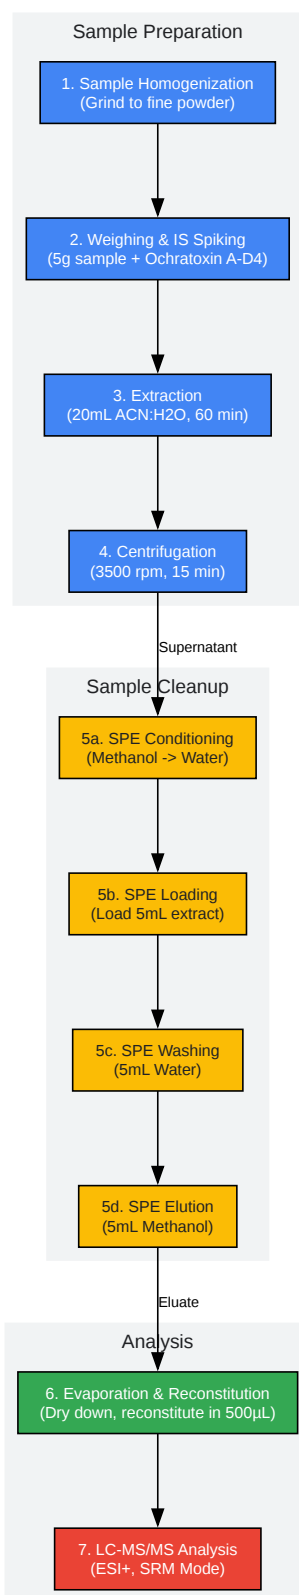 Sample Preparation
1. Sample Homogenization
(Grind to fine powder)
2. Weighing & IS Spiking
(5g sample + Ochratoxin A-D4)
3. Extraction
(20mL ACN:H2O, 60 min)
4. Centrifugation
(3500 rpm, 15 min)
Supernatant
Sample Cleanup
5a. SPE Conditioning
(Methanol -> Water)
5b. SPE Loading
(Load 5mL extract)
5c. SPE Washing
(5mL Water)
5d. SPE Elution
(5mL Methanol)
Eluate
Analysis
6. Evaporation & Reconstitution
(Dry down, reconstitute in 500µL)
7. LC-MS/MS Analysis
(ESI+, SRM Mode)